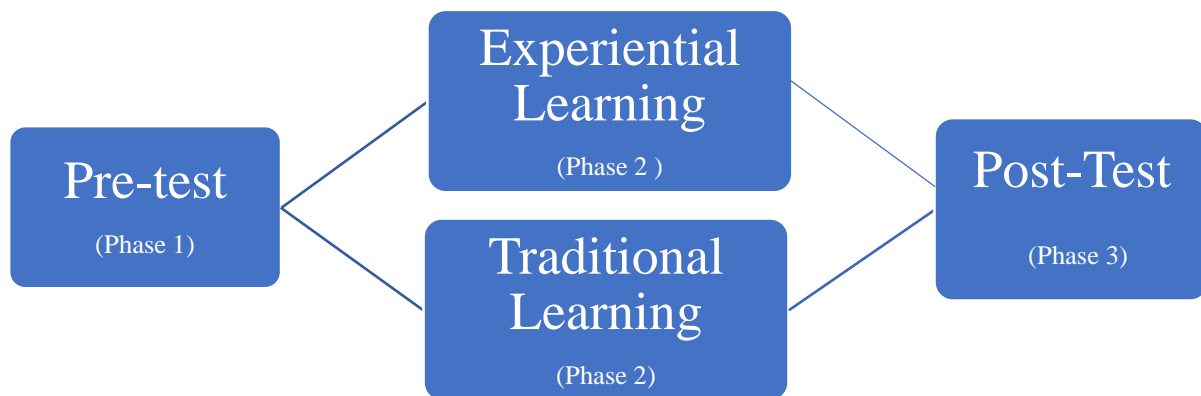 Pre-test
(Phase 1)
Experiential
Learning
(Phase 2 )
Traditional
Learning
(Phase 2)
Post-Test
(Phase 3)